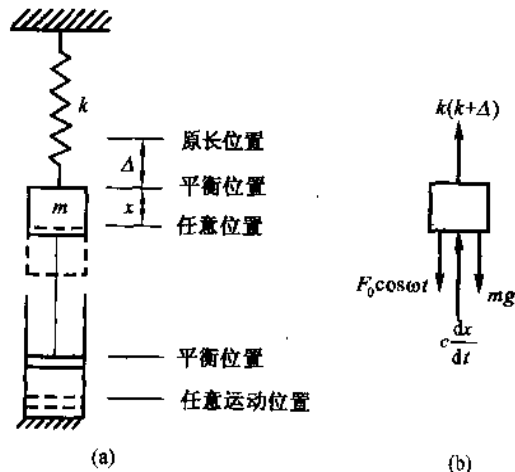 k
原长位置
Δ
平衡位置
m
x
任意位置
平衡位置
任意运动位置
(a)
k(k+Δ)
F₀cosωt
mg
c dx/dt
(b)